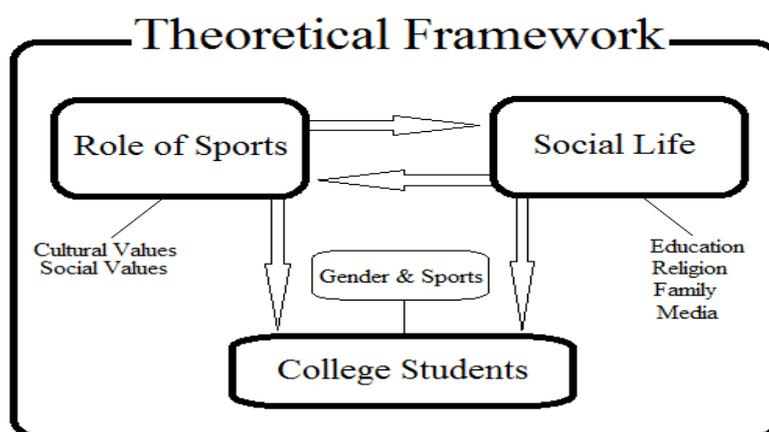 Theoretical Framework
Role of Sports
Social Life
Cultural Values
Social Values
Education
Religion
Family
Media
Gender & Sports
College Students